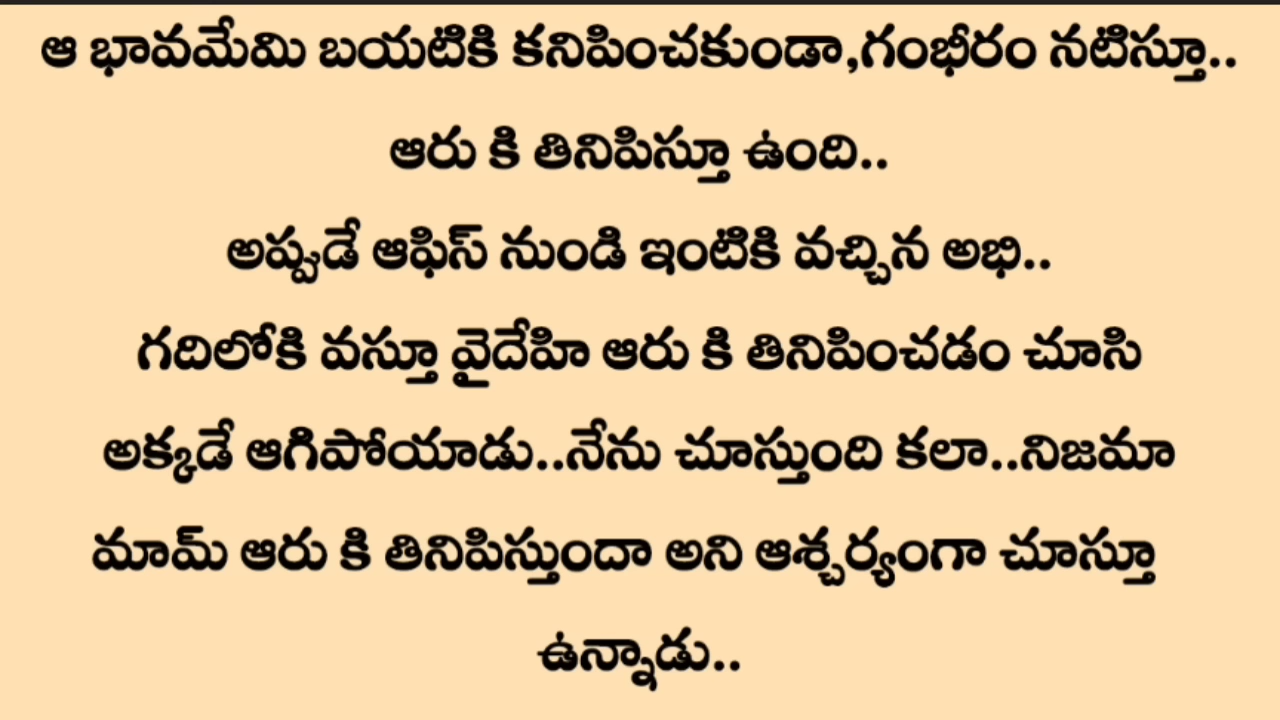 ఆ భావమేమి బయటికి కనిపించకుండా,గంభీరం నటిస్తూ..
ఆరు కి తినిపిస్తూ ఉంది..
అప్పుడే ఆఫిస్ నుండి ఇంటికి వచ్చిన అభి..
గదిలోకి వస్తూ వైదేహి ఆరు కి తినిపించడం చూసి
అక్కడే ఆగిపోయాడు..నేను చూస్తుంది కలా..నిజమా
మామ్ ఆరు కి తినిపిస్తుందా అని ఆశ్చర్యంగా చూస్తూ
ఉన్నాడు..